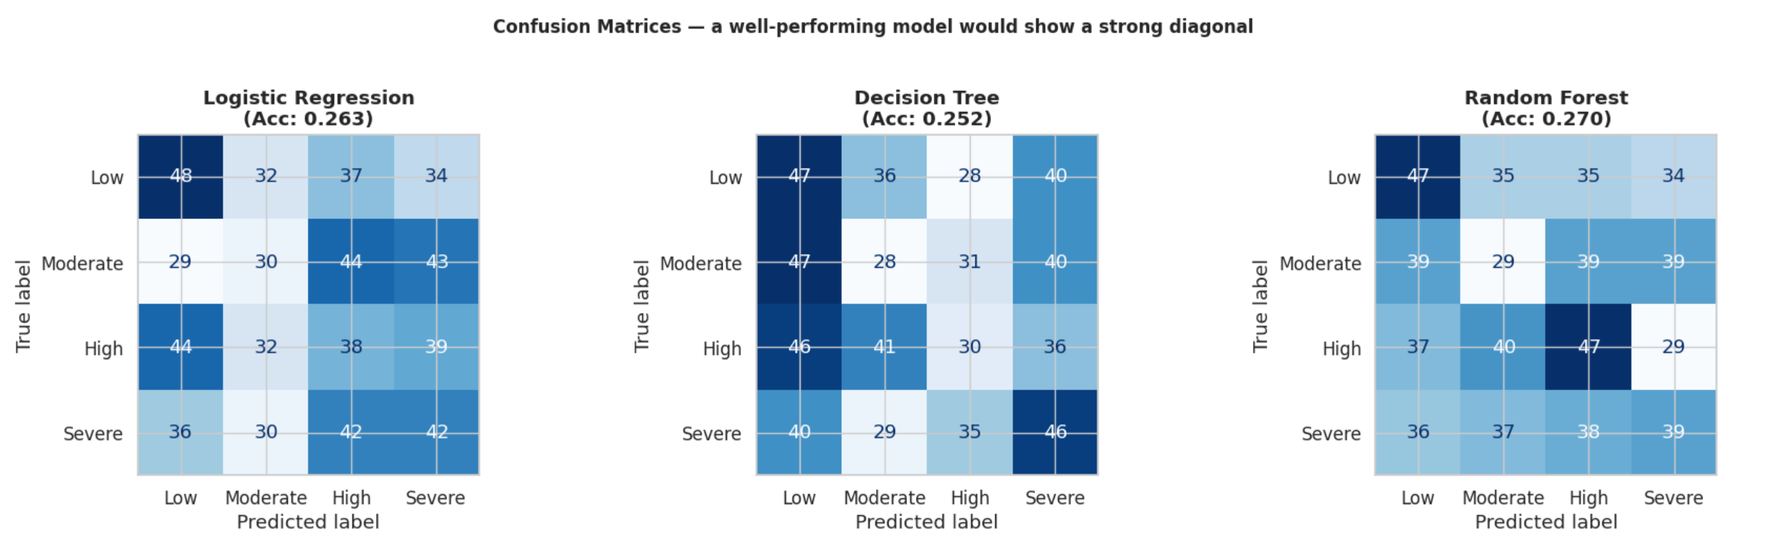 Confusion Matrices — a well-performing model would show a strong diagonal
Logistic Regression
(Acc: 0.263)
True label
Low 48 32 37 34
Moderate 29 30 44 43
High 44 32 38 39
Severe 36 30 42 42
Low Moderate High Severe
Predicted label
Decision Tree
(Acc: 0.252)
True label
Low 47 36 28 40
Moderate 47 28 31 40
High 46 41 30 36
Severe 40 29 35 46
Low Moderate High Severe
Predicted label
Random Forest
(Acc: 0.270)
True label
Low 47 35 35 34
Moderate 39 29 39 39
High 37 40 47 29
Severe 36 37 38 39
Low Moderate High Severe
Predicted label